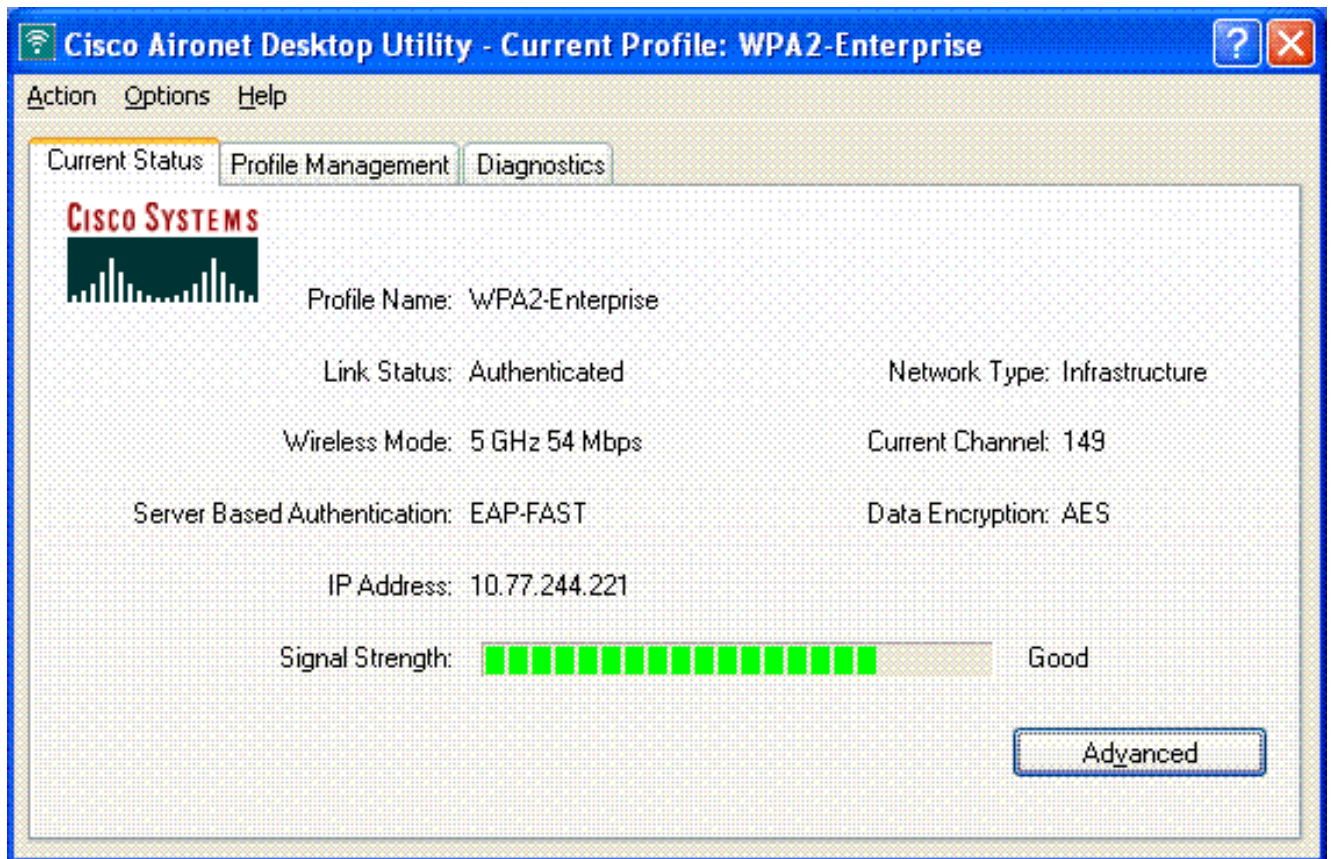 Cisco Aironet Desktop Utility - Current Profile: WPA2-Enterprise
Action Options Help
Current Status Profile Management Diagnostics
CISCO SYSTEMS
Profile Name: WPA2-Enterprise
Link Status: Authenticated Network Type: Infrastructure
Wireless Mode: 5 GHz 54 Mbps Current Channel: 149
Server Based Authentication: EAP-FAST Data Encryption: AES
IP Address: 10.77.244.221
Signal Strength: Good
Advanced